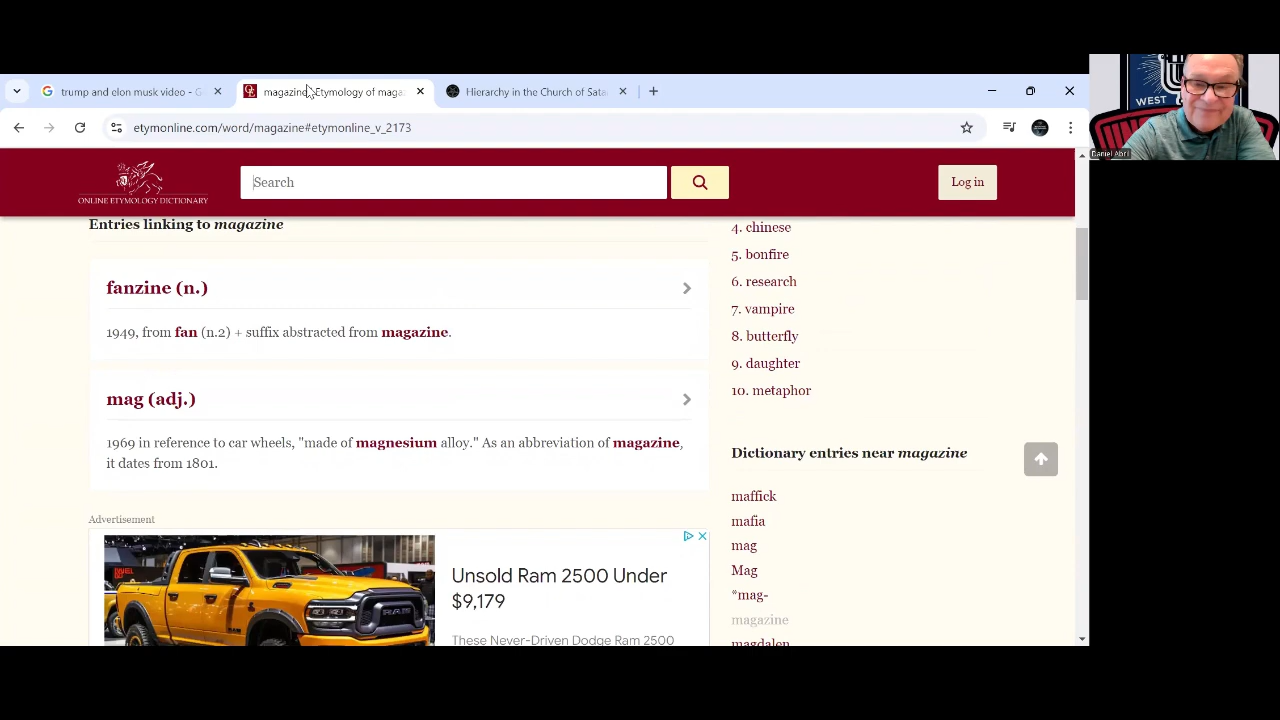 trump and elon musk video - G
magazine | Etymology of maga
Hierarchy in the Church of Sata
etymonline.com/word/magazine#etymonline_v_2173
WEST
Daniel Abril
ONLINE ETYMOLOGY DICTIONARY
Search
Log in
Entries linking to magazine
fanzine (n.)
1949, from fan (n.2) + suffix abstracted from magazine.
mag (adj.)
1969 in reference to car wheels, "made of magnesium alloy." As an abbreviation of magazine,
it dates from 1801.
Advertisement
Unsold Ram 2500 Under
$9,179
These Never-Driven Dodge Ram 2500
RAM
4. chinese
5. bonfire
6. research
7. vampire
8. butterfly
9. daughter
10. metaphor
Dictionary entries near magazine
maffick
mafia
mag
Mag
*mag-
magazine
magdalen